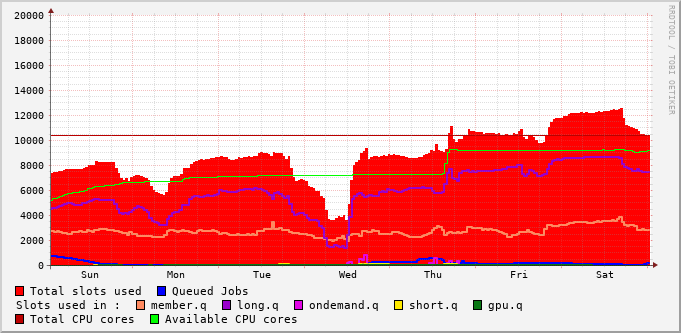 20000
18000
16000
14000
12000
10000
8000
6000
4000
2000
0
Sun Mon Tue Wed Thu Fri Sat
Total slots used Queued Jobs
Slots used in : member.q long.q ondemand.q short.q gpu.q
Total CPU cores Available CPU cores
RRDTOOL / TOBI OETIKER